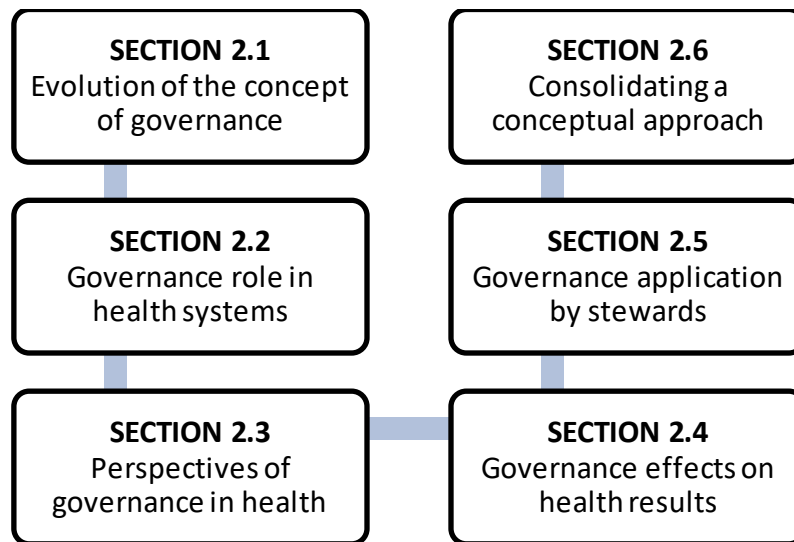 SECTION 2.1
Evolution of the concept
of governance
SECTION 2.2
Governance role in
health systems
SECTION 2.3
Perspectives of
governance in health
SECTION 2.4
Governance effects on
health results
SECTION 2.5
Governance application
by stewards
SECTION 2.6
Consolidating a
conceptual approach